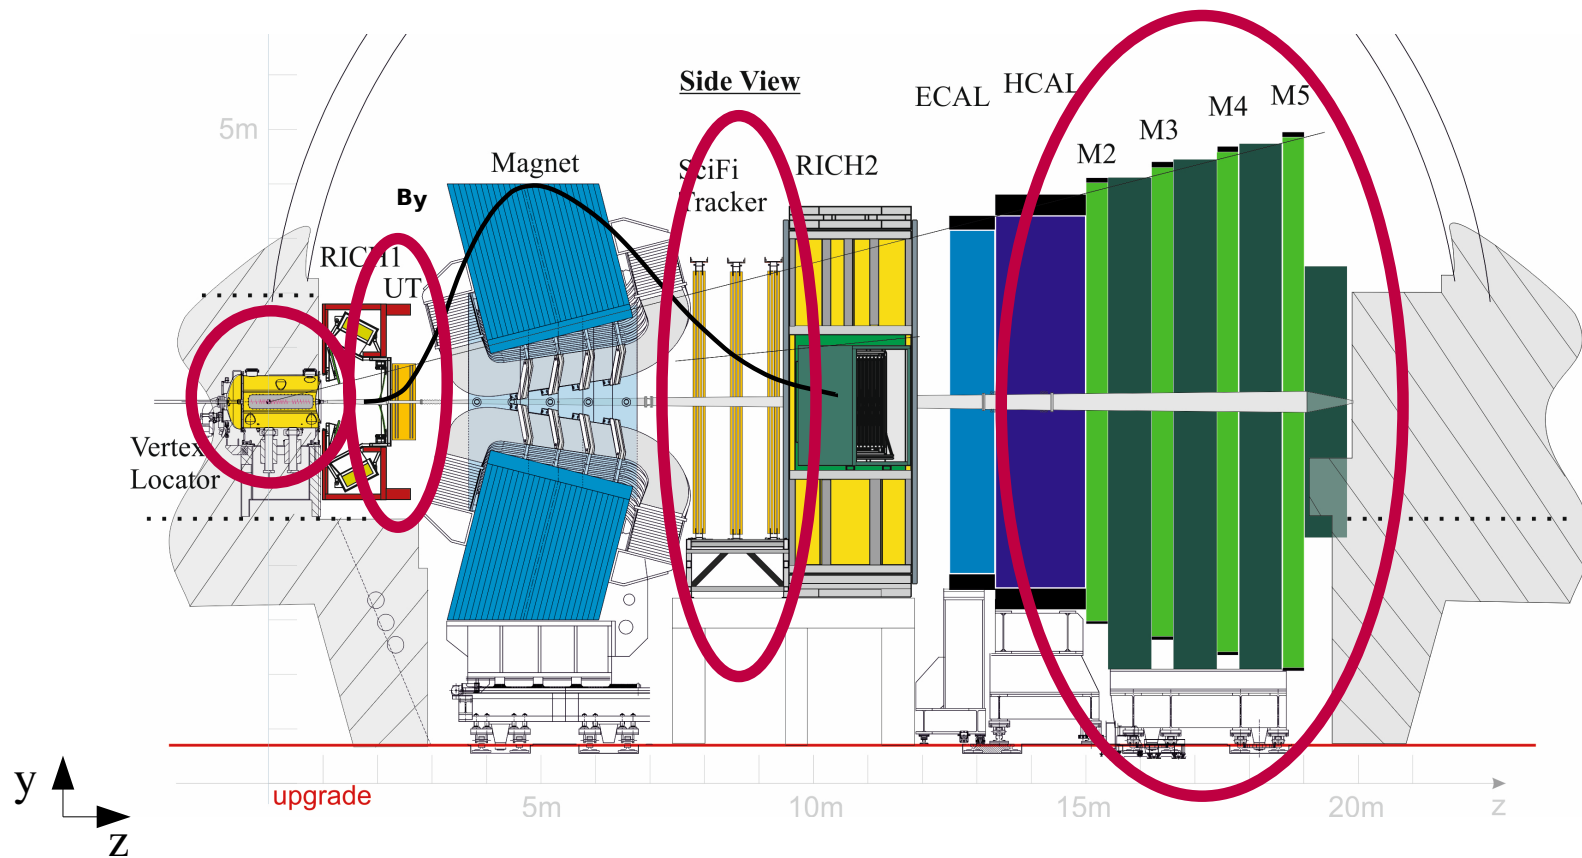 Side View
ECAL
HCAL
M5
M4
M3
M2
5m
Magnet
SciFi
Tracker
RICH2
By
RICH1
UT
Vertex
Locator
y
z
upgrade
5m
10m
15m
20m
z